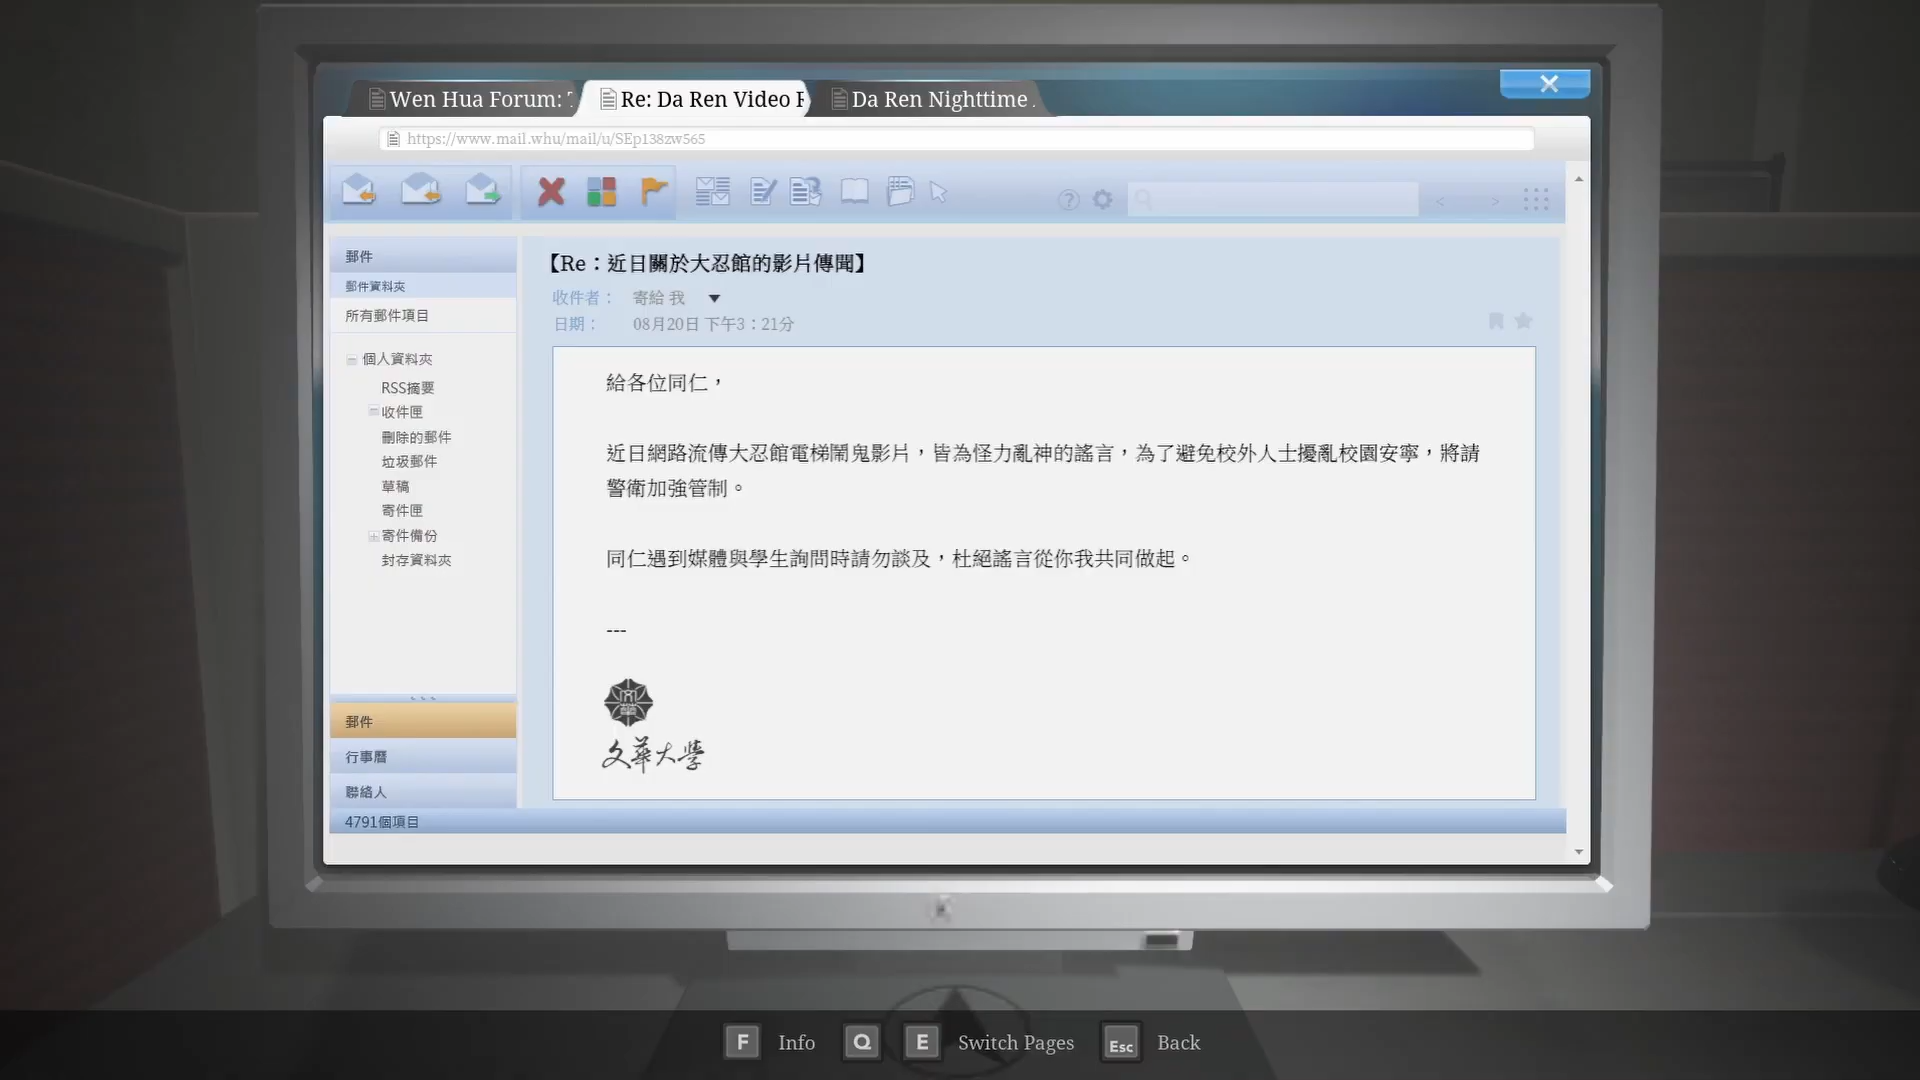 Wen Hua Forum:
Re: Da Ren Video
Da Ren Nighttime
https://www.mail.whu/mail/u/SEp138zw565
郵件
郵件資料夾
所有郵件項目
個人資料夾
RSS摘要
收件匣
刪除的郵件
垃圾郵件
草稿
寄件匣
寄件備份
封存資料夾
郵件
行事曆
聯絡人
4791個項目
【Re：近日關於大忍館的影片傳聞】
收件者： 寄給 我
日期： 08月20日 下午3：21分
給各位同仁，
近日網路流傳大忍館電梯鬧鬼影片，皆為怪力亂神的謠言，為了避免校外人士擾亂校園安寧，將請
警衛加強管制。
同仁遇到媒體與學生詢問時請勿談及，杜絕謠言從你我共同做起。
---
文華大學
F Info Q E Switch Pages Esc Back